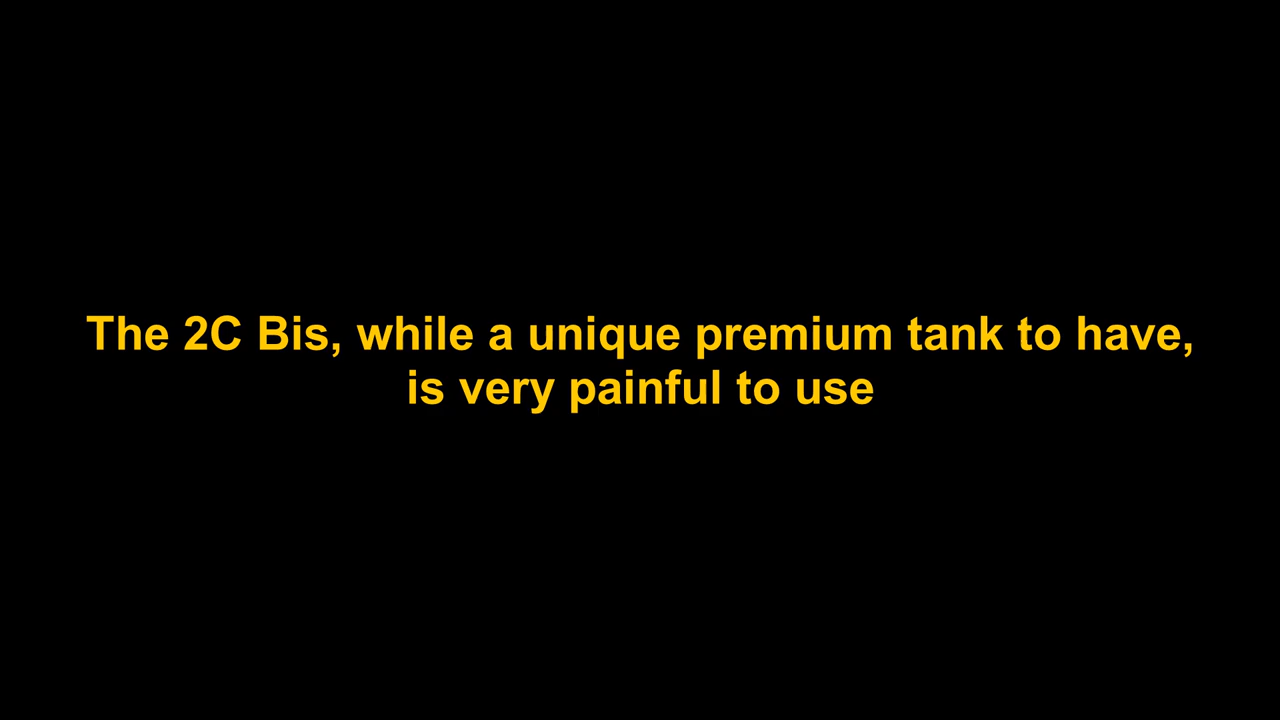 The 2C Bis, while a unique premium tank to have,
is very painful to use